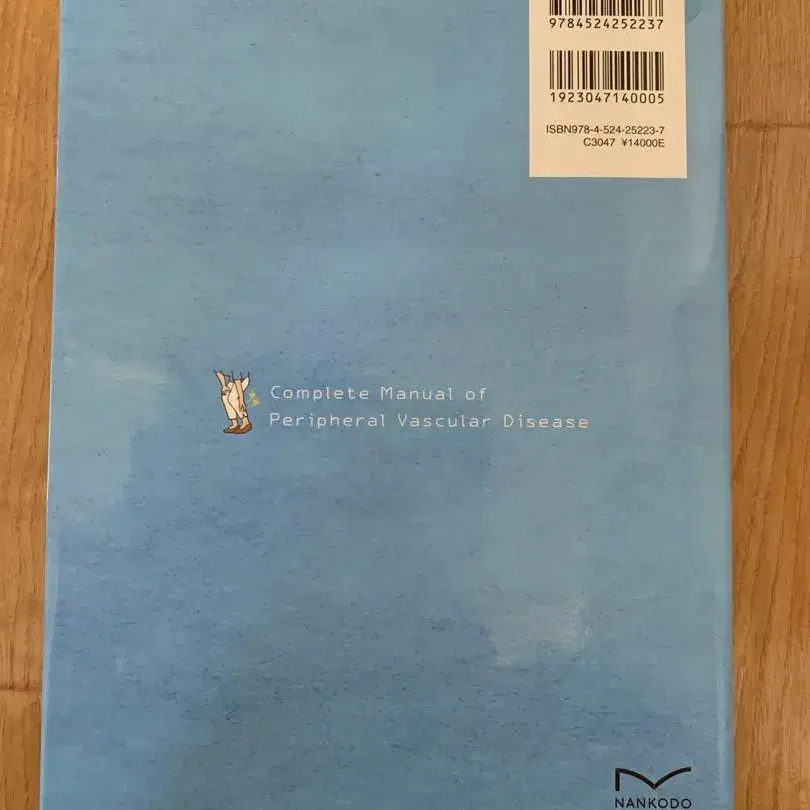 9784524252237
1923047140005
ISBN978-4-524-25223-7
C3047 ¥14000E
Complete Manual of
Peripheral Vascular Disease
NANKODO